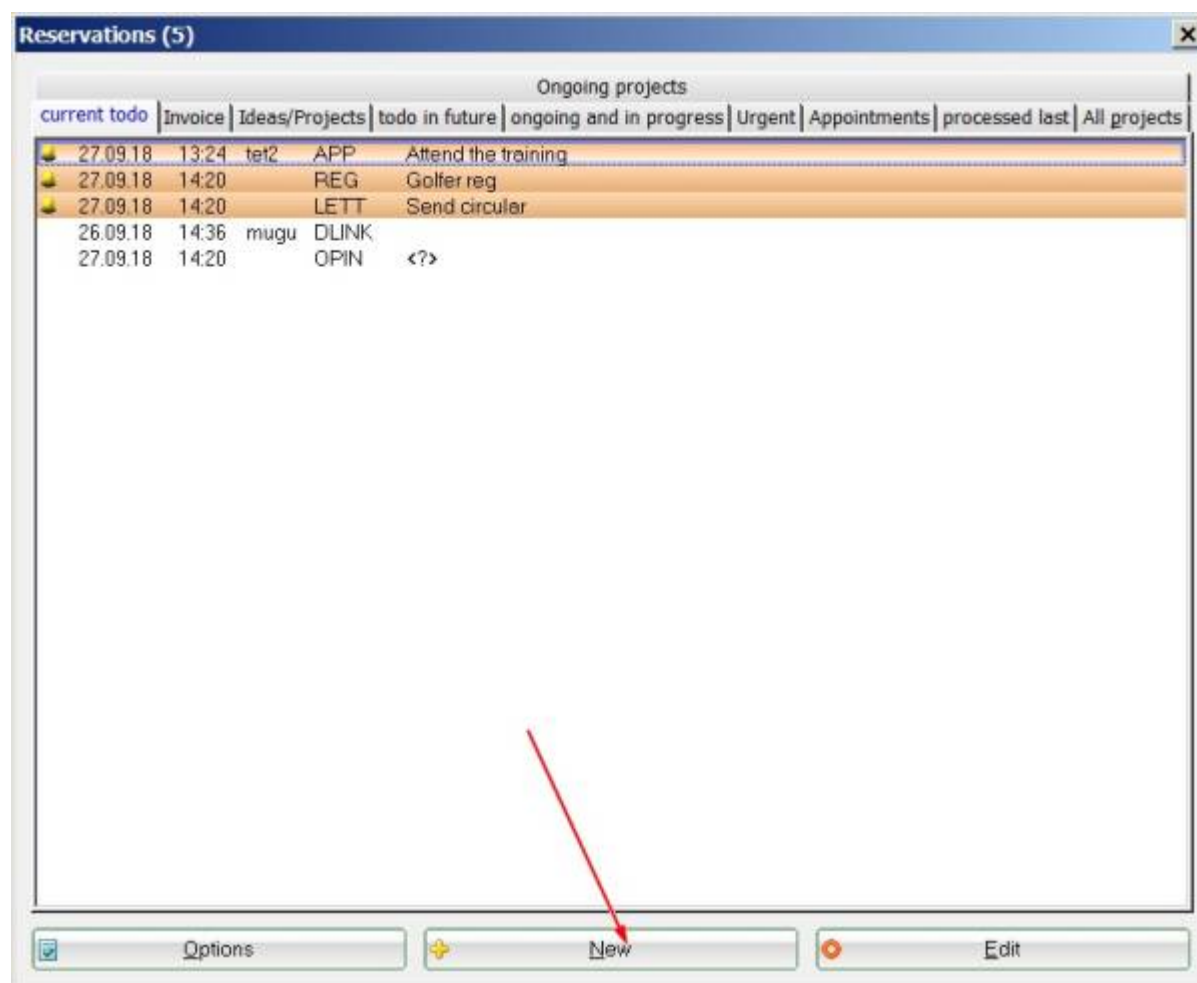 Reservations (5)
Ongoing projects
current todo Invoice Ideas/Projects todo in future ongoing and in progress Urgent Appointments processed last All projects
27.09.18 13:24 tet2 APP Attend the training
27.09.18 14:20 REG Golfer reg
27.09.18 14:20 LETT Send circular
26.09.18 14:36 mugu DLINK
27.09.18 14:20 OPIN <?>
Options New Edit